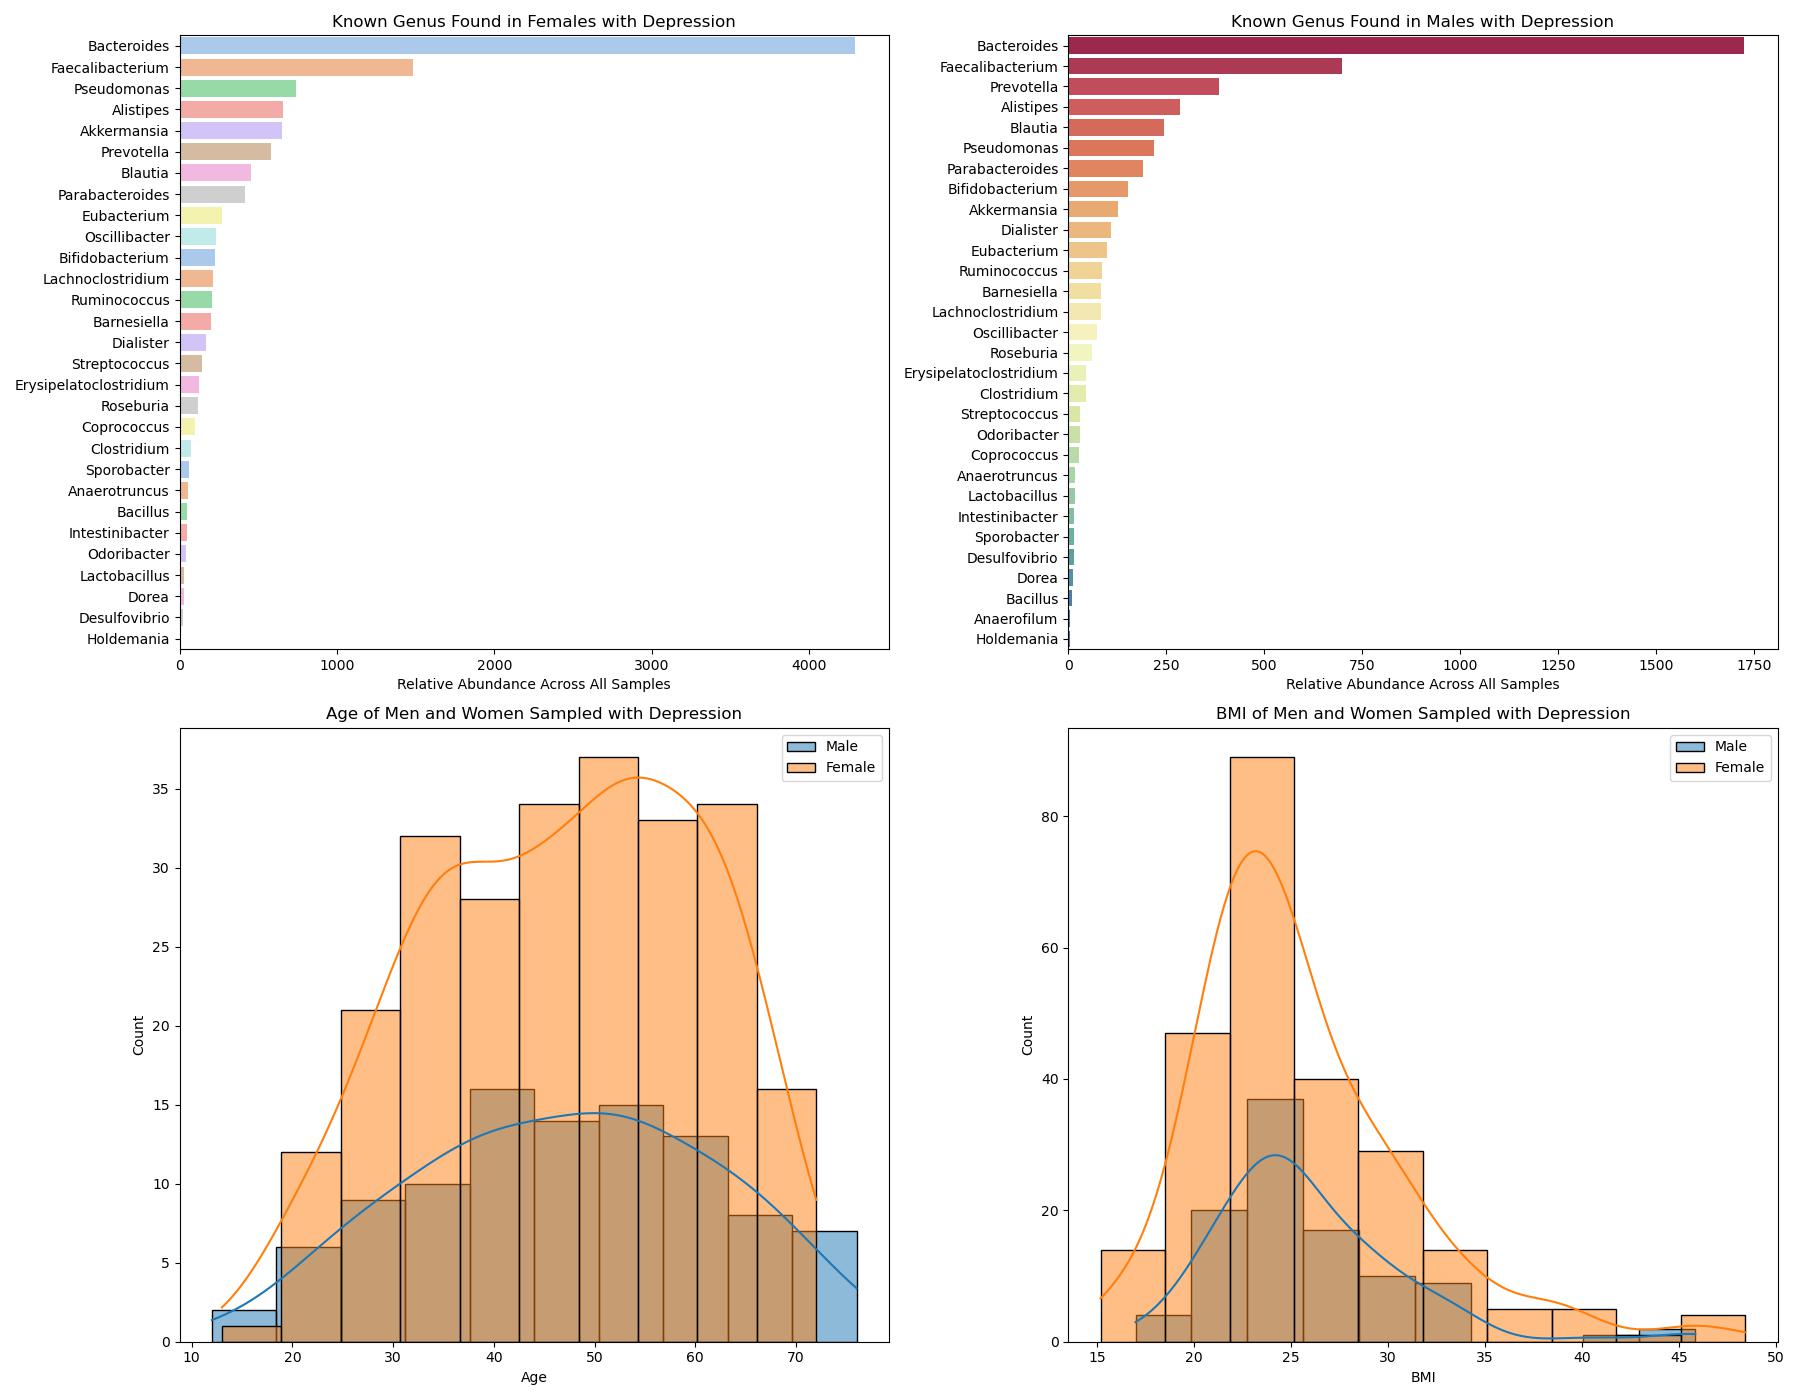 Known Genus Found in Females with Depression
Bacteroides
Faecalibacterium
Pseudomonas
Alistipes
Akkermansia
Prevotella
Blautia
Parabacteroides
Eubacterium
Oscillibacter
Bifidobacterium
Lachnoclostridium
Ruminococcus
Barnesiella
Dialister
Streptococcus
Erysipelatoclostridium
Roseburia
Coprococcus
Clostridium
Sporobacter
Anaerotruncus
Bacillus
Intestinibacter
Odoribacter
Lactobacillus
Dorea
Desulfovibrio
Holdemania
0 1000 2000 3000 4000
Relative Abundance Across All Samples
Known Genus Found in Males with Depression
Bacteroides
Faecalibacterium
Prevotella
Alistipes
Blautia
Pseudomonas
Parabacteroides
Bifidobacterium
Akkermansia
Dialister
Eubacterium
Ruminococcus
Barnesiella
Lachnoclostridium
Oscillibacter
Roseburia
Erysipelatoclostridium
Clostridium
Streptococcus
Odoribacter
Coprococcus
Anaerotruncus
Lactobacillus
Intestinibacter
Sporobacter
Desulfovibrio
Dorea
Bacillus
Anaerofilum
Holdemania
0 250 500 750 1000 1250 1500 1750
Relative Abundance Across All Samples
Age of Men and Women Sampled with Depression
Male
Female
35
30
25
20
15
10
5
0
Count
10 20 30 40 50 60 70
Age
BMI of Men and Women Sampled with Depression
Male
Female
80
60
40
20
0
Count
15 20 25 30 35 40 45 50
BMI